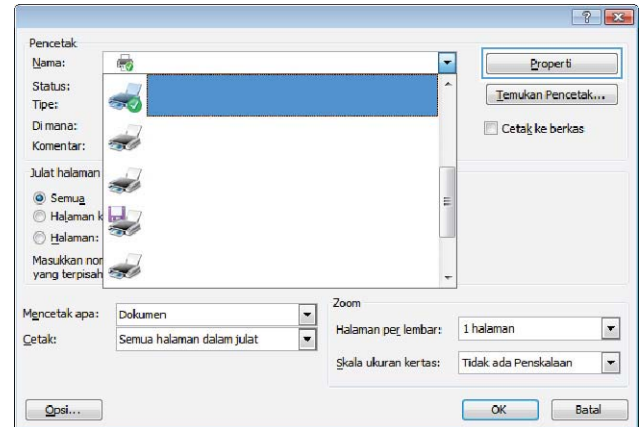 Pencetak
Nama:
Properti
Status:
Temukan Pencetak...
Tipe:
Di mana:
Cetak ke berkas
Komentar:
Julat halaman
Semua
Halaman k
Halaman:
Masukkan nor
yang terpisah
Mencetak apa: Dokumen
Cetak: Semua halaman dalam julat
Zoom
Halaman per lembar: 1 halaman
Skala ukuran kertas: Tidak ada Penskalaan
Opsi...
OK
Batal